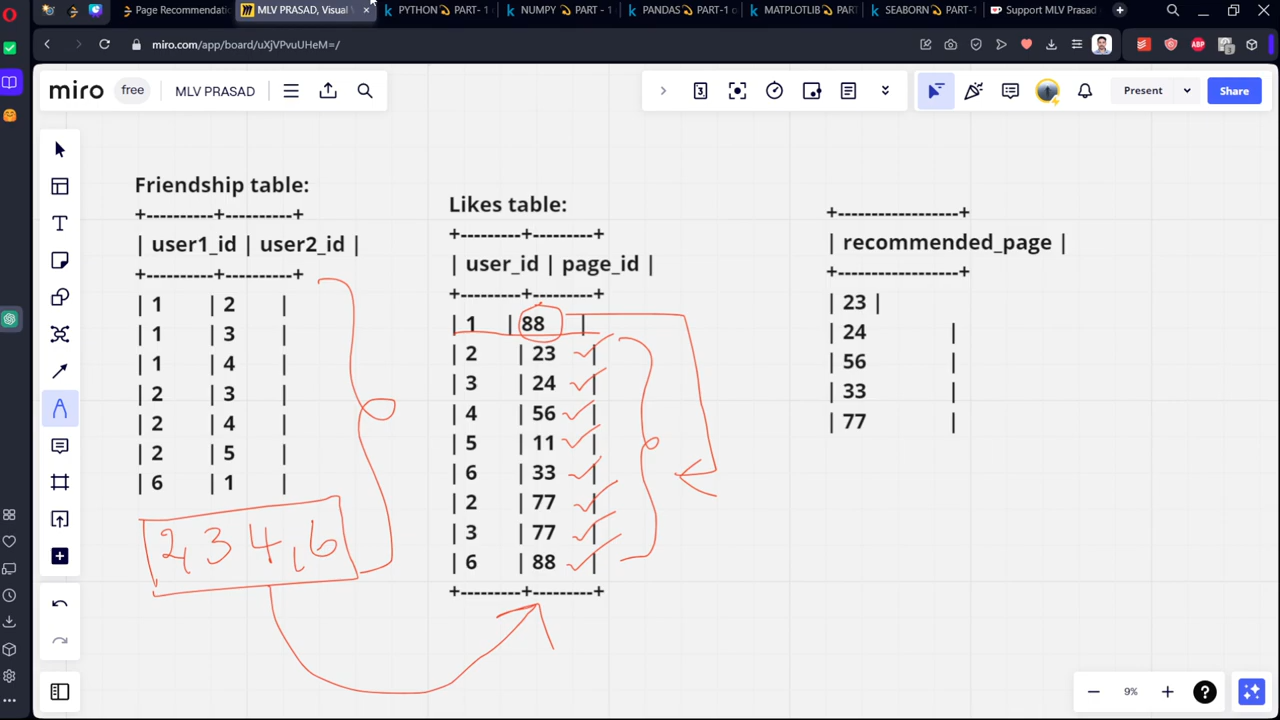 Page Recommendati
MLV PRASAD, Visual
PYTHON PART- 1
NUMPY PART - 1
PANDAS PART-1
MATPLOTLIB PART
SEABORN PART-1
Support MLV Prasad
miro.com/app/board/uXjVPvuUHeM=/
ABP
miro free MLV PRASAD
3
Present Share
Friendship table:
+----------+----------+
| user1_id | user2_id |
+----------+----------+
| 1 | 2 |
| 1 | 3 |
| 1 | 4 |
| 2 | 3 |
| 2 | 4 |
| 2 | 5 |
| 6 | 1 |
2, 3 4, 6
Likes table:
+---------+---------+
| user_id | page_id |
+---------+---------+
| 1 | 88 |
| 2 | 23 |
| 3 | 24 |
| 4 | 56 |
| 5 | 11 |
| 6 | 33 |
| 2 | 77 |
| 3 | 77 |
| 6 | 88 |
+---------+---------+
+------------------+
| recommended_page |
+------------------+
| 23 |
| 24 |
| 56 |
| 33 |
| 77 |
9%